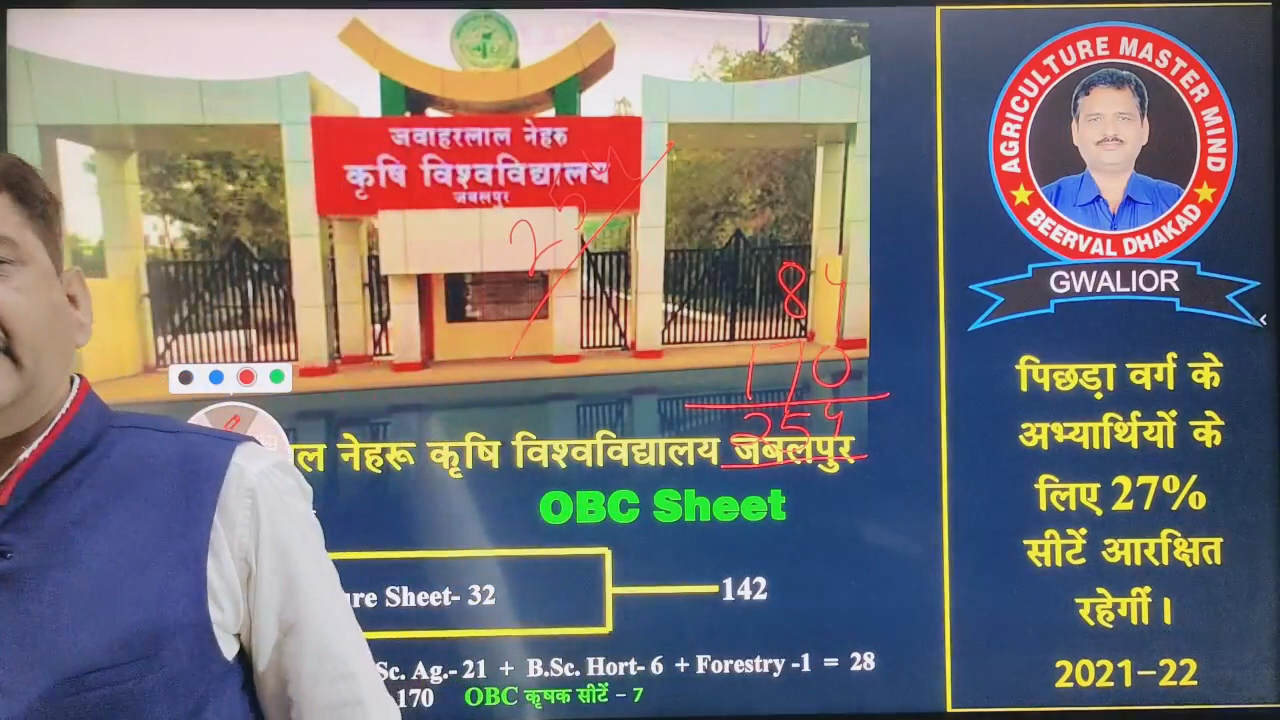 जवाहरलाल नेहरु
कृषि विश्वविद्यालय
जबलपुर
254
84
170
254
ल नेहरू कृषि विश्वविद्यालय जबलपुर
OBC Sheet
re Sheet- 32
142
Sc. Ag.- 21 + B.Sc. Hort- 6 + Forestry -1 = 28
170 OBC कृषक सीटें – 7
AGRICULTURE MASTER MIND
BEERVAL DHAKAD
GWALIOR
पिछड़ा वर्ग के
अभ्यार्थियों के
लिए 27%
सीटें आरक्षित
रहेगीं।
2021–22